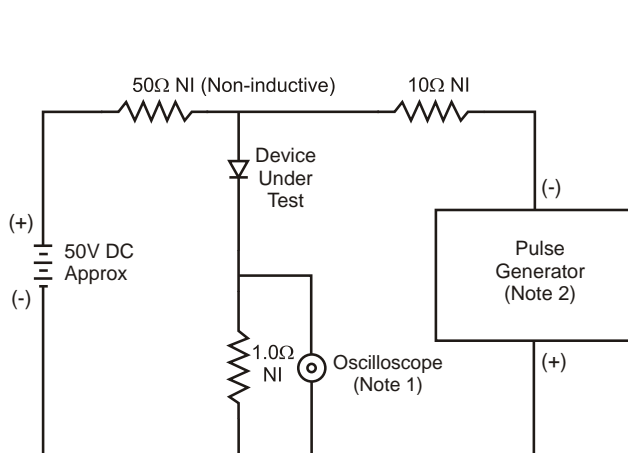 50Ω NI (Non-inductive)
10Ω NI
Device
Under
Test
(-)
(+)
50V DC
Approx
(-)
Pulse
Generator
(Note 2)
1.0Ω
NI
Oscilloscope
(Note 1)
(+)